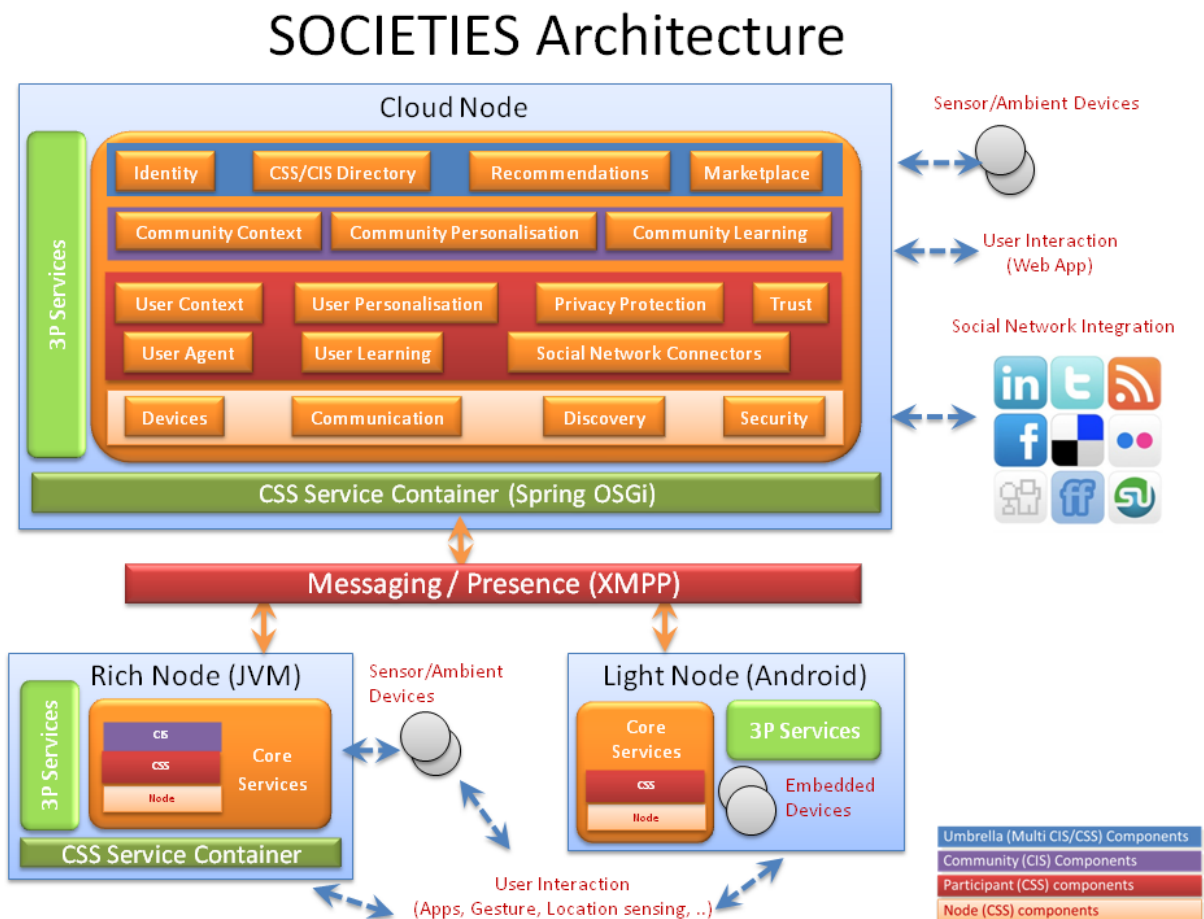 SOCIETIES Architecture
Cloud Node
3P Services
Identity
CSS/CIS Directory
Recommendations
Marketplace
Community Context
Community Personalisation
Community Learning
User Context
User Personalisation
Privacy Protection
Trust
User Agent
User Learning
Social Network Connectors
Devices
Communication
Discovery
Security
CSS Service Container (Spring OSGi)
Sensor/Ambient Devices
User Interaction
(Web App)
Social Network Integration
in
t
f
ff
su
Messaging / Presence (XMPP)
Rich Node (JVM)
3P Services
CIS
CSS
Node
Core
Services
CSS Service Container
Sensor/Ambient
Devices
Light Node (Android)
Core
Services
CSS
Node
3P Services
Embedded
Devices
User Interaction
(Apps, Gesture, Location sensing, ..)
Umbrella (Multi CIS/CSS) Components
Community (CIS) Components
Participant (CSS) components
Node (CSS) components